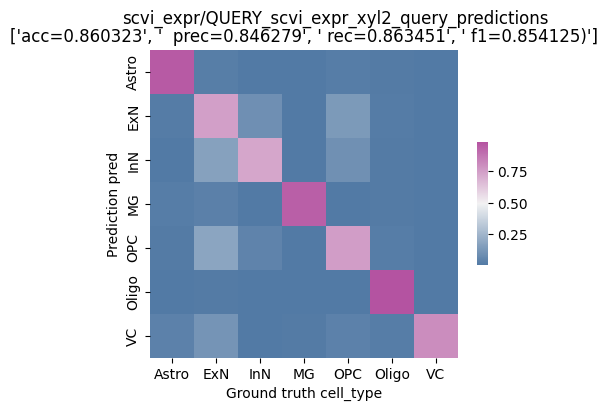 scvi_expr/QUERY_scvi_expr_xyl2_query_predictions
['acc=0.860323', '  prec=0.846279', ' rec=0.863451', ' f1=0.854125)']
Astro
ExN
InN
MG
OPC
Oligo
VC
Prediction pred
0.75
0.50
0.25
Astro ExN InN MG OPC Oligo VC
Ground truth cell_type